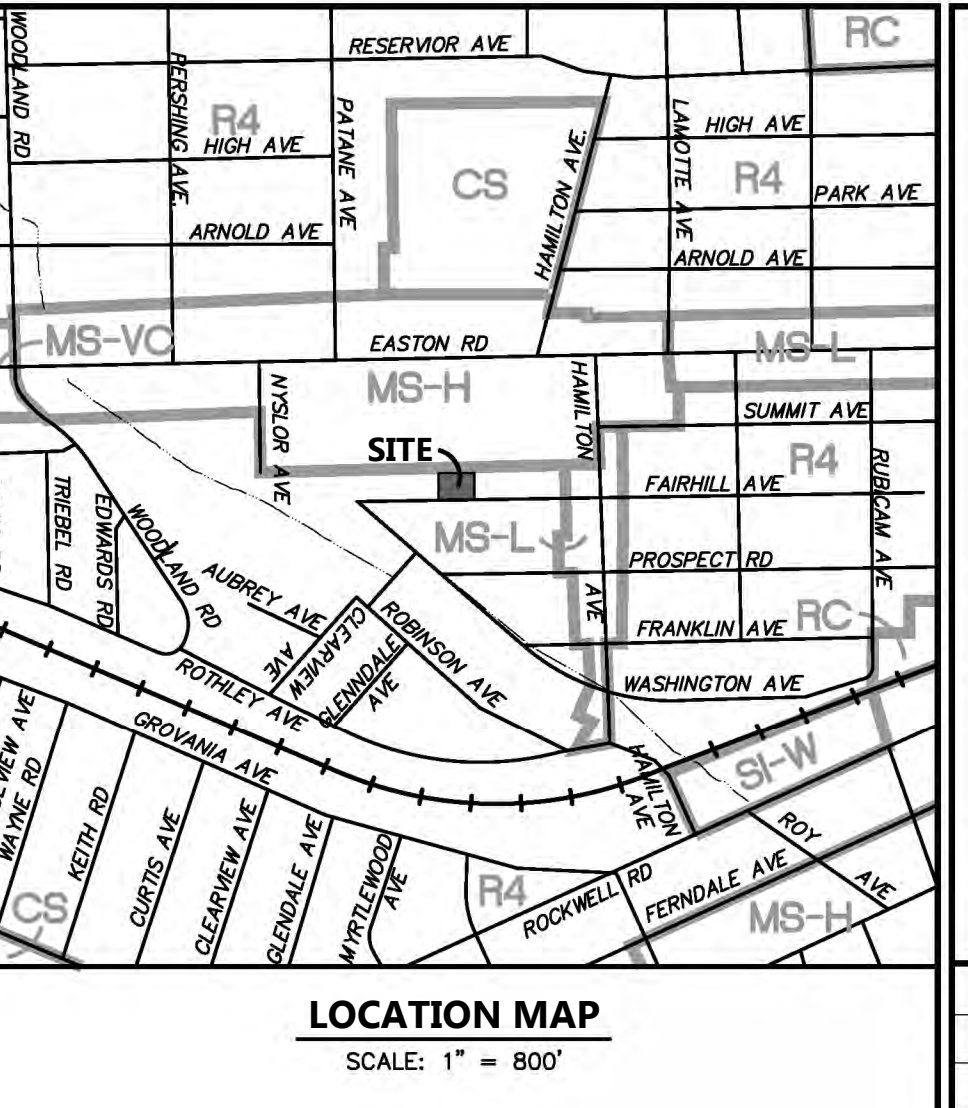 WOODLAND RD
PERSHING AVE.
RESERVIOR AVE
RC
R4
HIGH AVE
PATANE AVE
CS
HAMILTON AVE.
LAMOTTE AVE
HIGH AVE
R4
PARK AVE
ARNOLD AVE
ARNOLD AVE
MS-VC
EASTON RD
MS-L
MS-H
NYSLOR AVE
HAMILTON
AVE
SUMMIT AVE
SITE
R4
RUBICAM AVE
FAIRHILL AVE
TRIEBEL RD
EDWARDS RD
WOODLAND RD
MS-L
PROSPECT RD
AUBREY AVE
CLEARVIEW
AVE
GLENNDALE
AVE
ROBINSON AVE
RC
FRANKLIN AVE
WASHINGTON AVE
ROTHLEY AVE
GROVANIA AVE
WAYNE RD
KEITH RD
CURTIS AVE
CLEARVIEW AVE
GLENDALE AVE
MYRTLEWOOD
AVE
HAMILTON
AVE
SI-W
ROY
AVE
CS
R4
ROCKWELL RD
FERNDALE AVE
MS-H
LOCATION MAP
SCALE: 1" = 800'